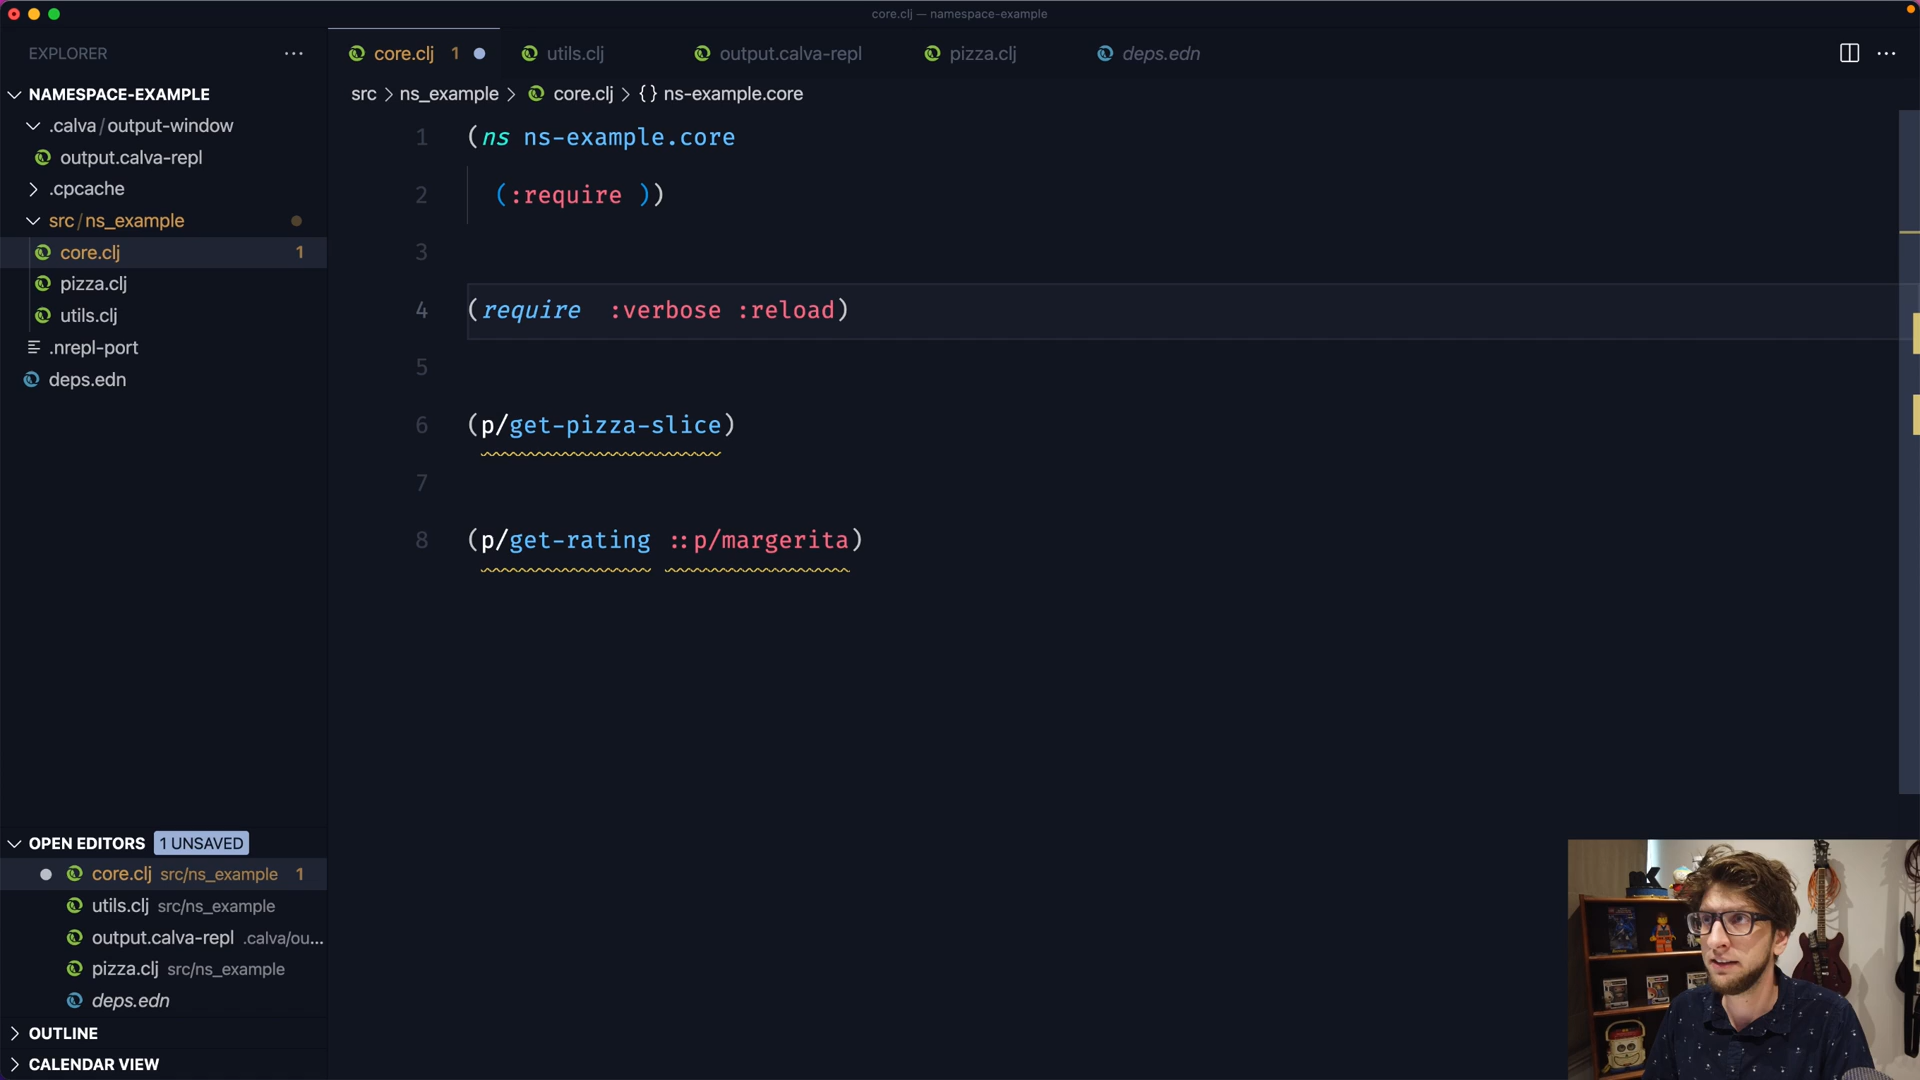 core.clj — namespace-example
EXPLORER
···
core.clj 1
utils.clj
output.calva-repl
pizza.clj
deps.edn
···
NAMESPACE-EXAMPLE
.calva/output-window
output.calva-repl
.cpcache
src/ns_example
core.clj 1
pizza.clj
utils.clj
.nrepl-port
deps.edn
src > ns_example > core.clj > {} ns-example.core
1 (ns ns-example.core
2 (:require ))
3
4 (require  :verbose :reload)
5
6 (p/get-pizza-slice)
7
8 (p/get-rating ::p/margerita)
OPEN EDITORS 1 UNSAVED
core.clj src/ns_example 1
utils.clj src/ns_example
output.calva-repl .calva/ou...
pizza.clj src/ns_example
deps.edn
OUTLINE
CALENDAR VIEW